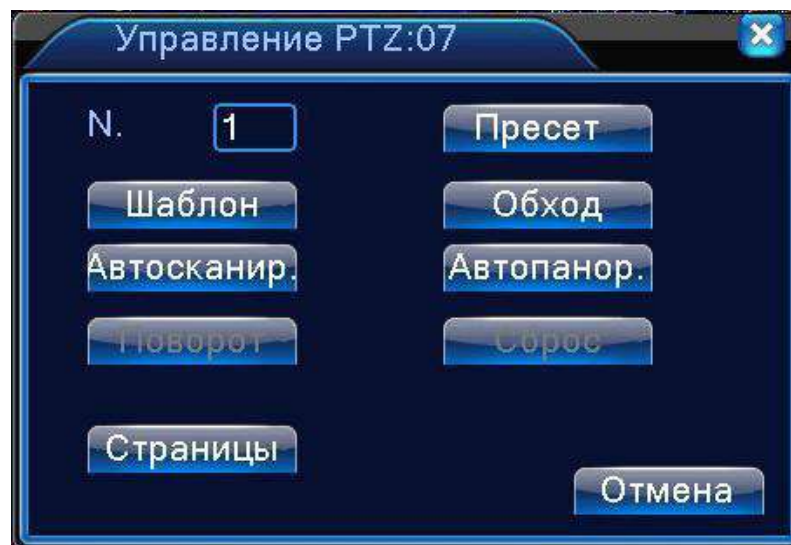 Управление PTZ:07
N. 1 Пресет
Шаблон Обход
Автосканир. Автопанор.
Поворот Сброс
Страницы
Отмена